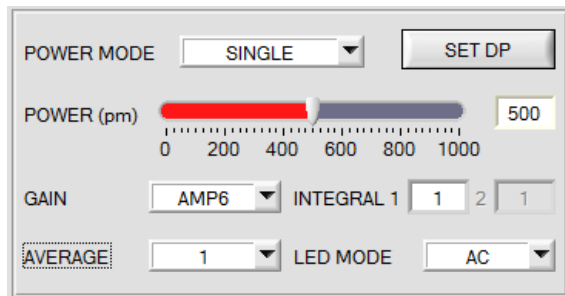 POWER MODE SINGLE SET DP
POWER (pm) 500
0 200 400 600 800 1000
GAIN AMP6 INTEGRAL 1 1 2 1
AVERAGE 1 LED MODE AC